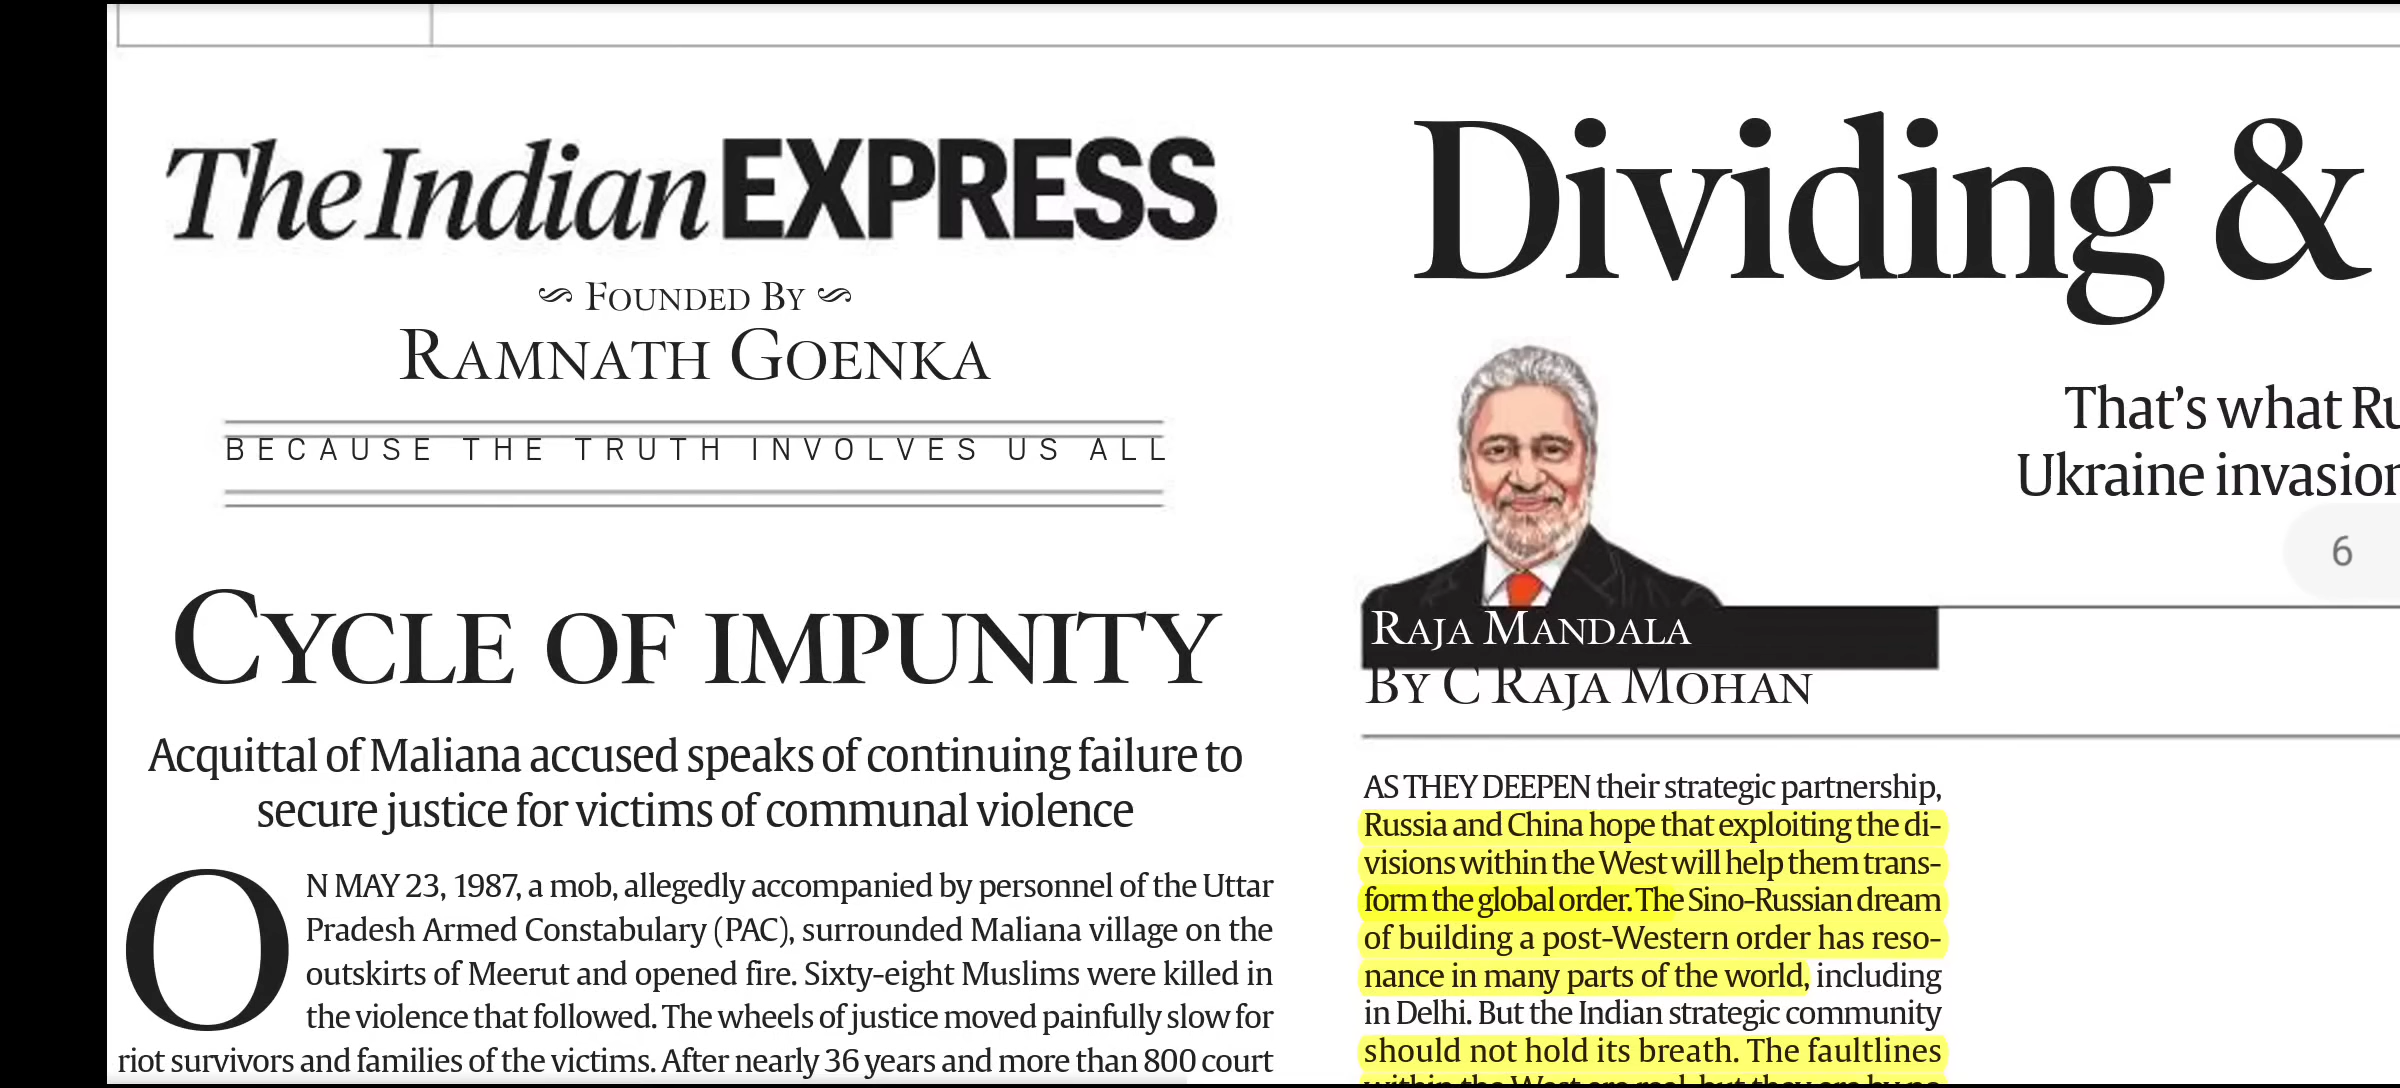 The Indian EXPRESS
FOUNDED BY
RAMNATH GOENKA
BECAUSE THE TRUTH INVOLVES US ALL
CYCLE OF IMPUNITY
Acquittal of Maliana accused speaks of continuing failure to
secure justice for victims of communal violence
ON MAY 23, 1987, a mob, allegedly accompanied by personnel of the Uttar
Pradesh Armed Constabulary (PAC), surrounded Maliana village on the
outskirts of Meerut and opened fire. Sixty-eight Muslims were killed in
the violence that followed. The wheels of justice moved painfully slow for
riot survivors and families of the victims. After nearly 36 years and more than 800 court
Dividing &
That's what Ru
Ukraine invasion
6
RAJA MANDALA
BY C RAJA MOHAN
AS THEY DEEPEN their strategic partnership,
Russia and China hope that exploiting the di-
visions within the West will help them trans-
form the global order. The Sino-Russian dream
of building a post-Western order has reso-
nance in many parts of the world, including
in Delhi. But the Indian strategic community
should not hold its breath. The faultlines